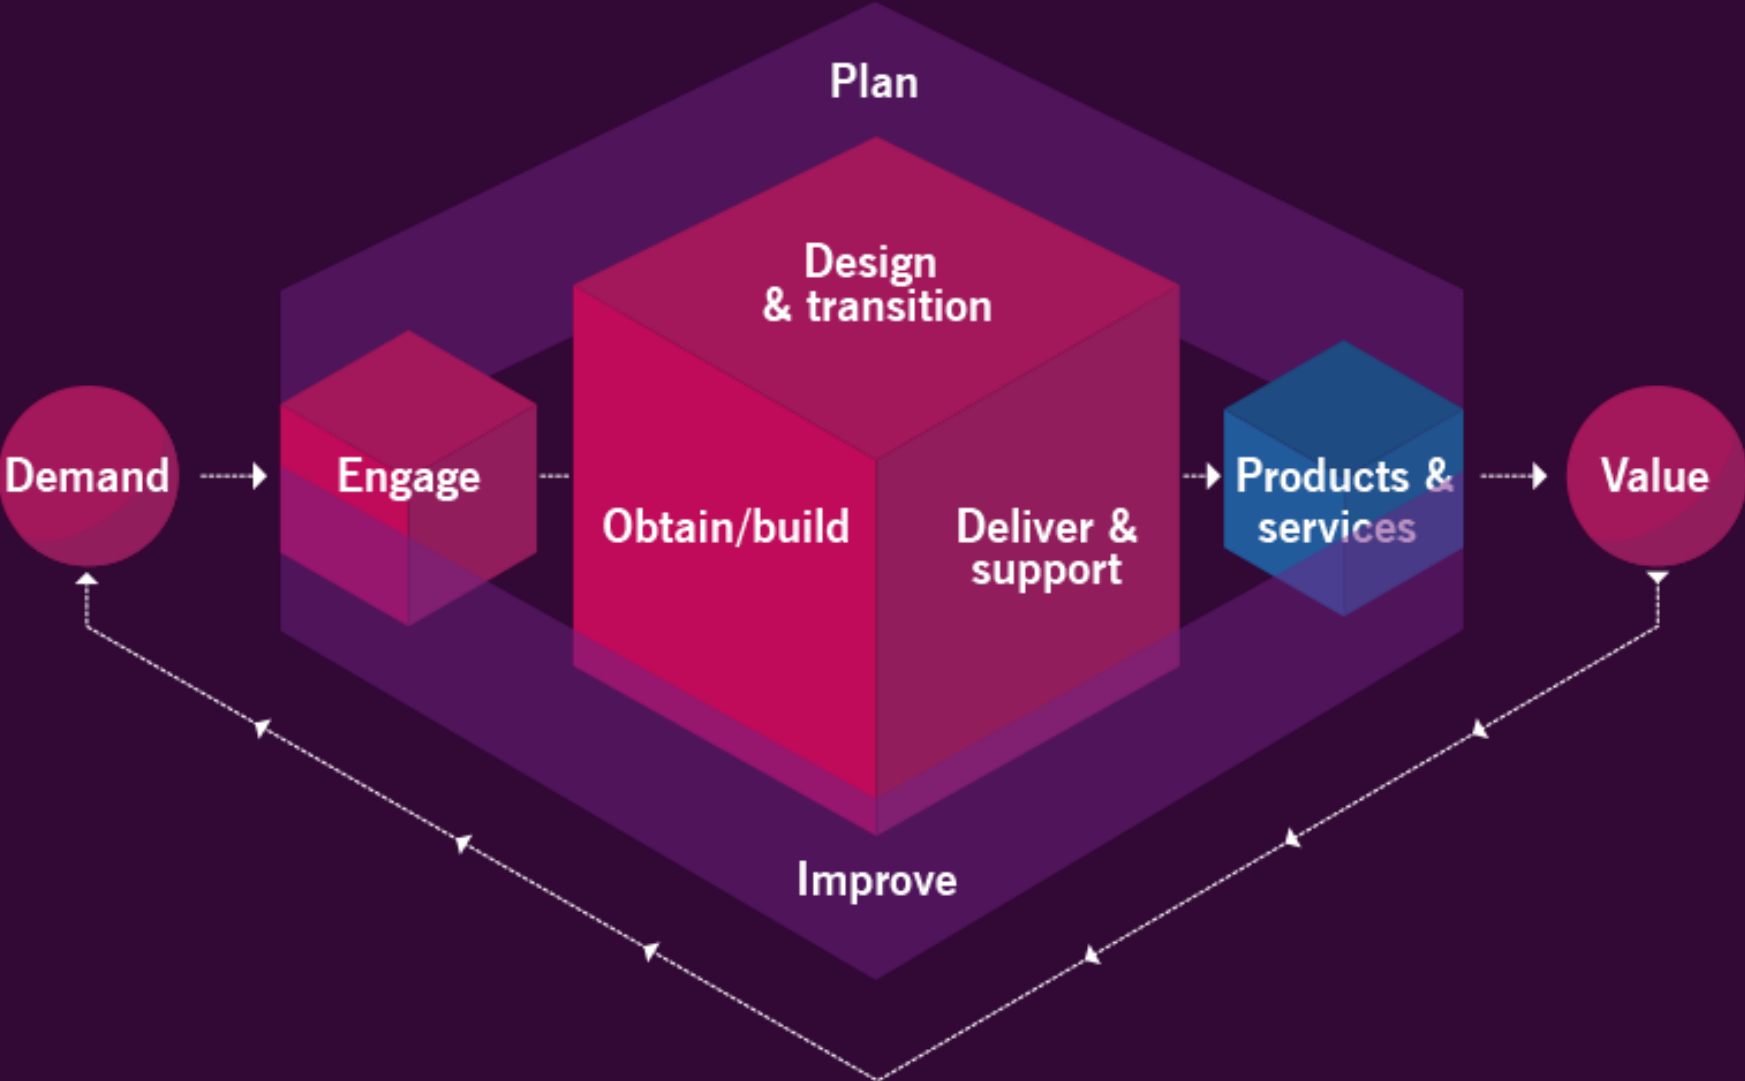 Plan
Design
& transition
Demand
Engage
Obtain/build
Deliver &
support
Products &
services
Value
Improve